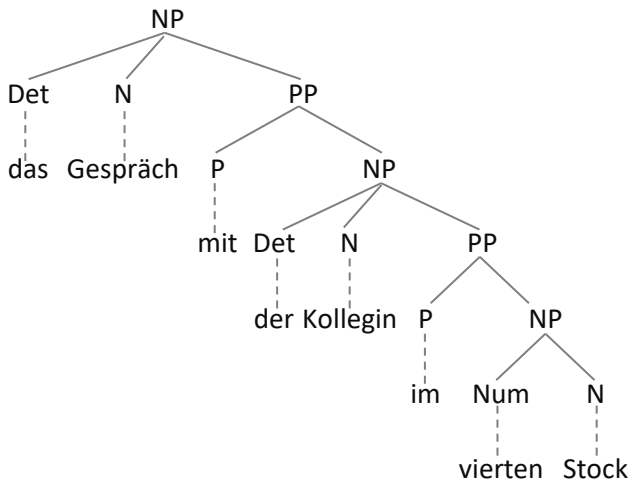 NP
Det N PP
das Gespräch P NP
mit Det N PP
der Kollegin P NP
im Num N
vierten Stock